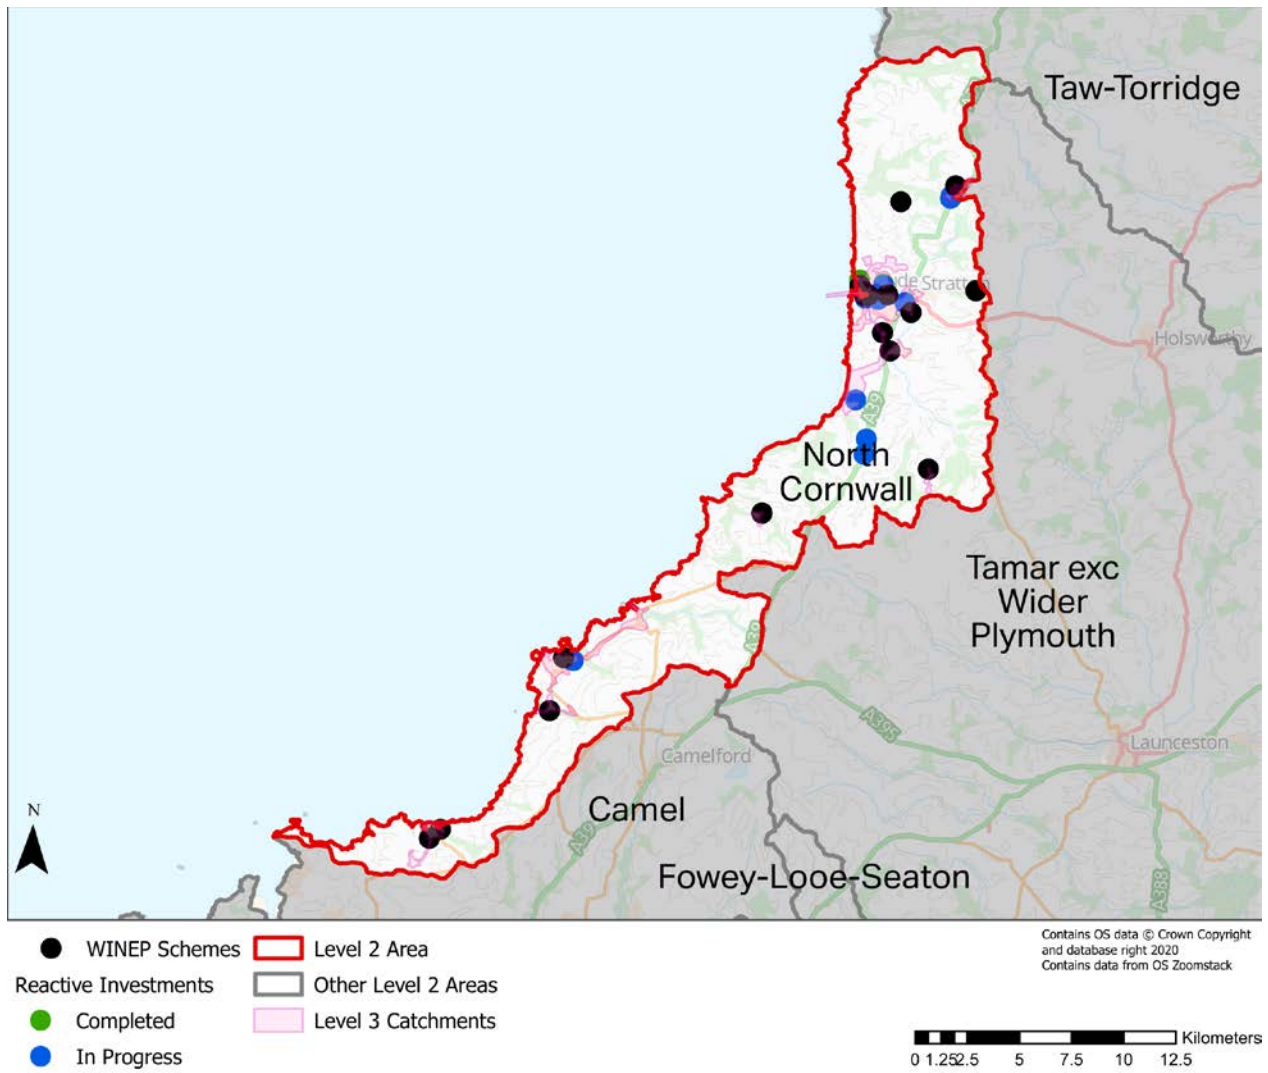 Taw-Torridge
Stratton
Holsworthy
A39
North
Cornwall
Tamar exc
Wider
Plymouth
A39
A395
Launceston
Camelford
Camel
A39
Fowey-Looe-Seaton
A388
N
WINEP Schemes
Level 2 Area
Reactive Investments
Other Level 2 Areas
Completed
Level 3 Catchments
In Progress
Contains OS data © Crown Copyright
and database right 2020
Contains data from OS Zoomstack
Kilometers
0 1.252.5 5 7.5 10 12.5